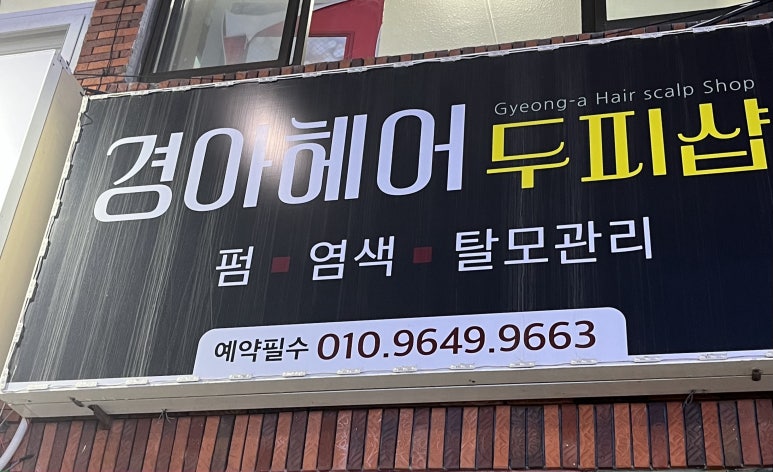 Gyeong-a Hair scalp Shop
경아헤어 두피샵
펌 ▪ 염색 ▪ 탈모관리
예약필수 010.9649.9663